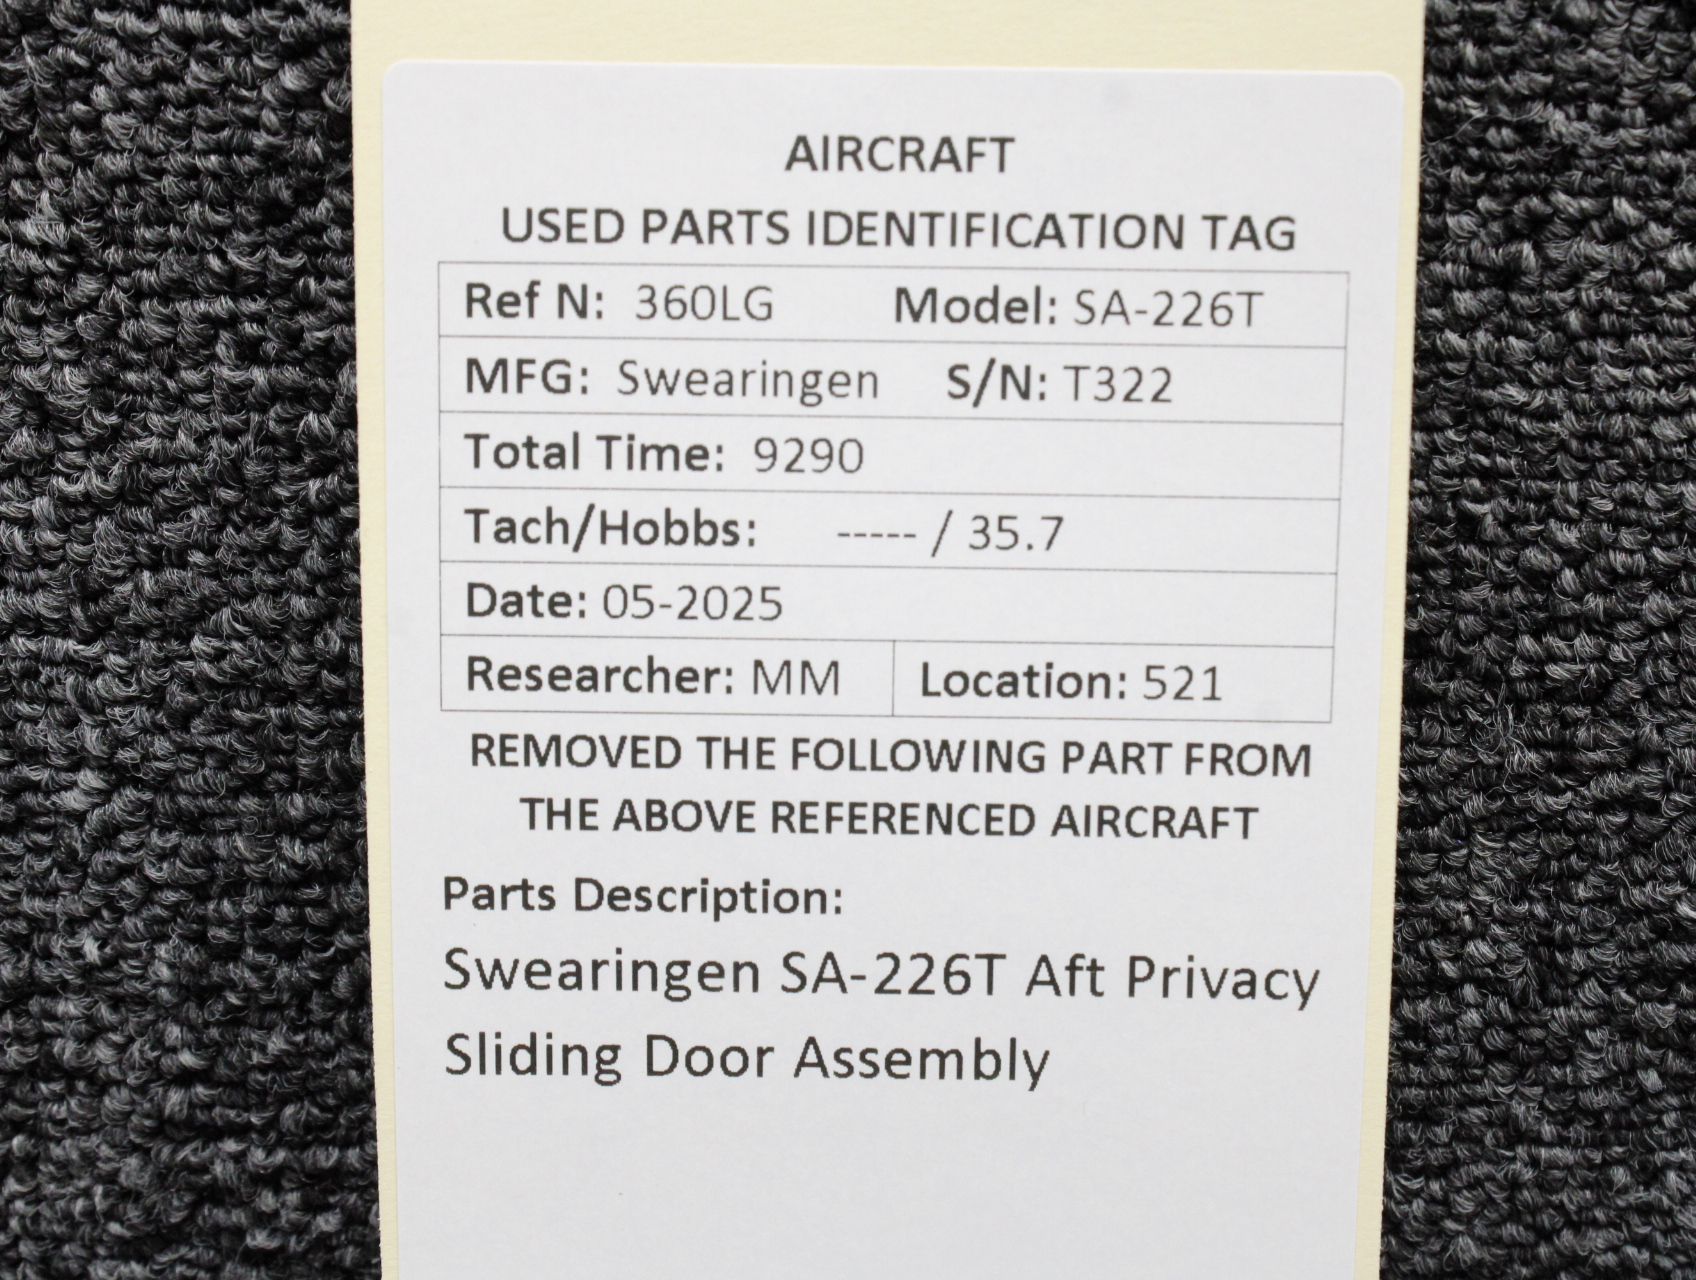 AIRCRAFT
USED PARTS IDENTIFICATION TAG
Ref N: 360LG Model: SA-226T
MFG: Swearingen S/N: T322
Total Time: 9290
Tach/Hobbs: ----- / 35.7
Date: 05-2025
Researcher: MM Location: 521
REMOVED THE FOLLOWING PART FROM
THE ABOVE REFERENCED AIRCRAFT
Parts Description:
Swearingen SA-226T Aft Privacy
Sliding Door Assembly